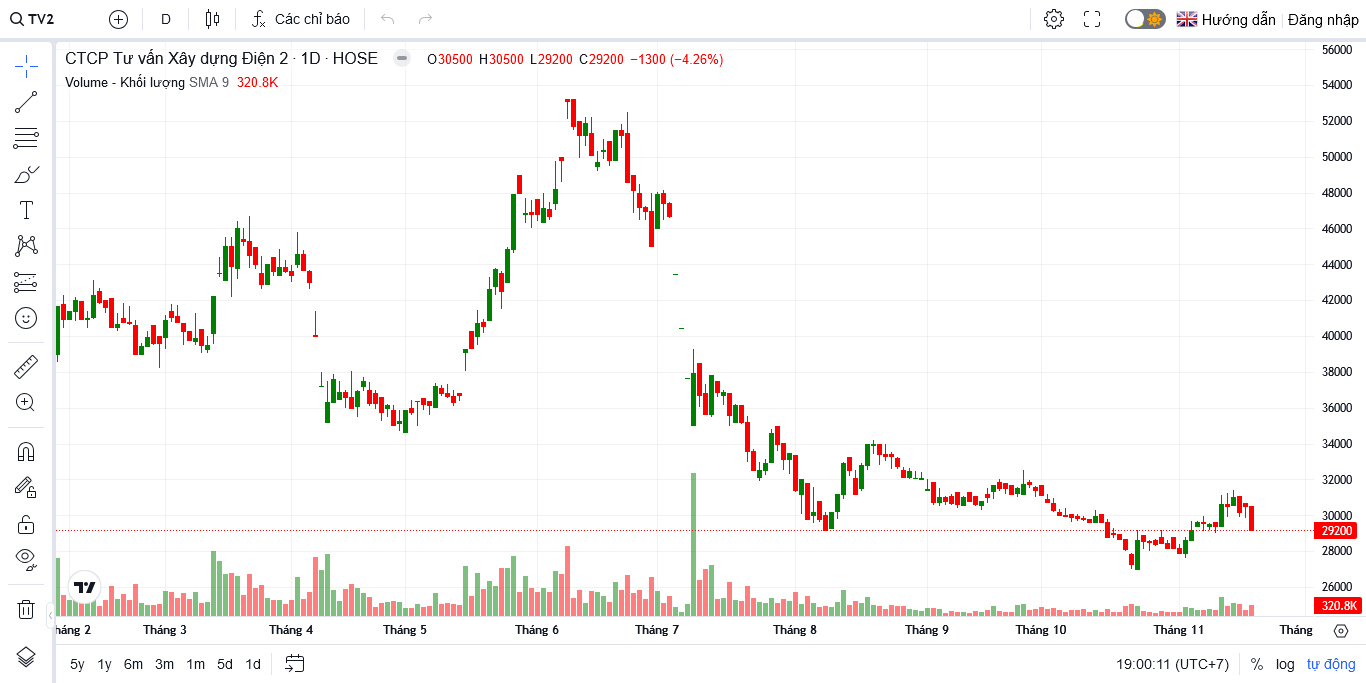 TV2 D Các chỉ báo Hướng dẫn Đăng nhập
CTCP Tư vấn Xây dựng Điện 2 · 1D · HOSE O30500 H30500 L29200 C29200 −1300 (−4.26%)
Volume - Khối lượng SMA 9 320.8K
56000
54000
52000
50000
48000
46000
44000
42000
40000
38000
36000
34000
32000
30000
29200
28000
26000
320.8K
háng 2 Tháng 3 Tháng 4 Tháng 5 Tháng 6 Tháng 7 Tháng 8 Tháng 9 Tháng 10 Tháng 11 Tháng
5y 1y 6m 3m 1m 5d 1d 19:00:11 (UTC+7) % log tự động